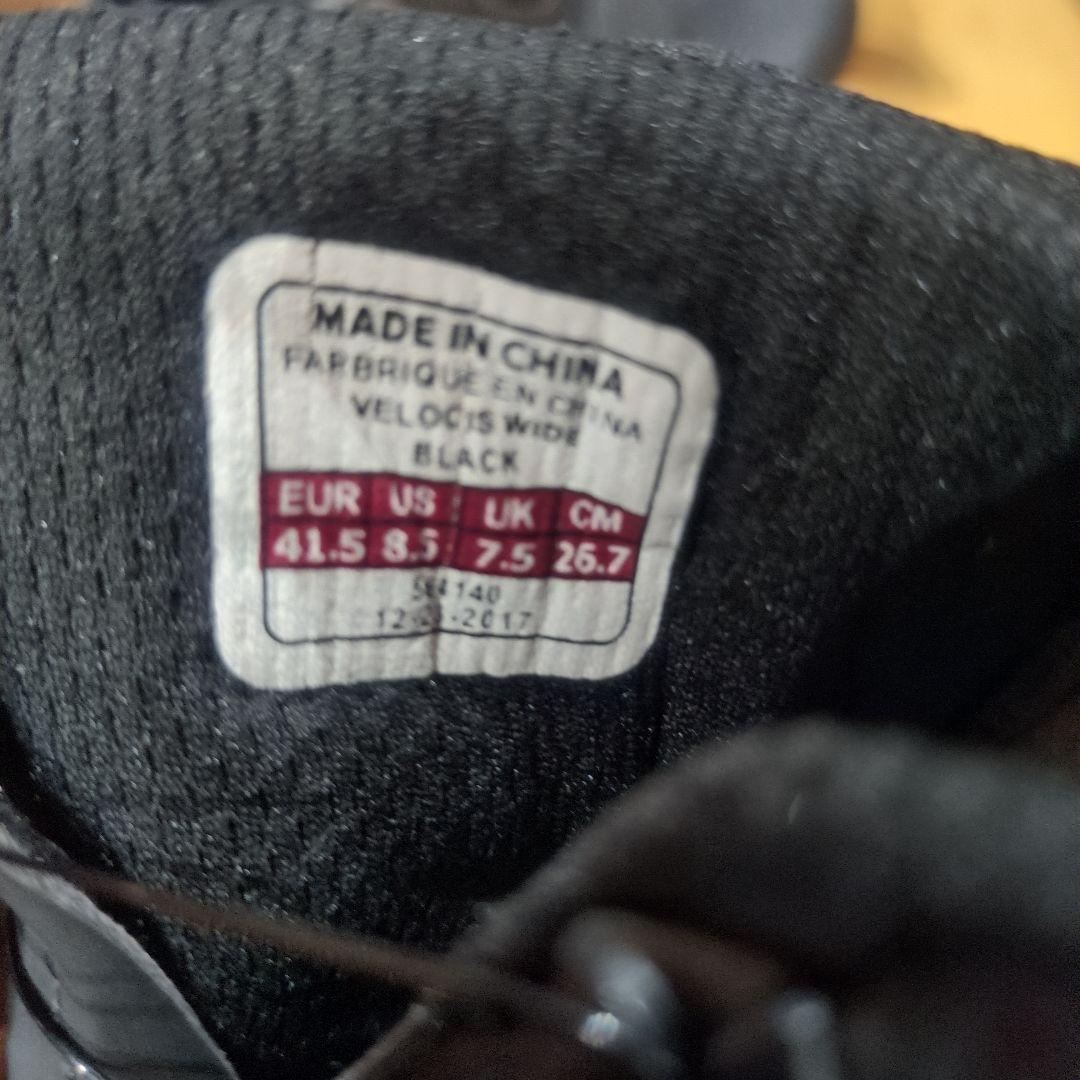 MADE IN CHINA
FARBRIQUE EN CHINA
VELOCIS WIDE
BLACK
EUR US UK CM
41.5 8.5 7.5 26.7